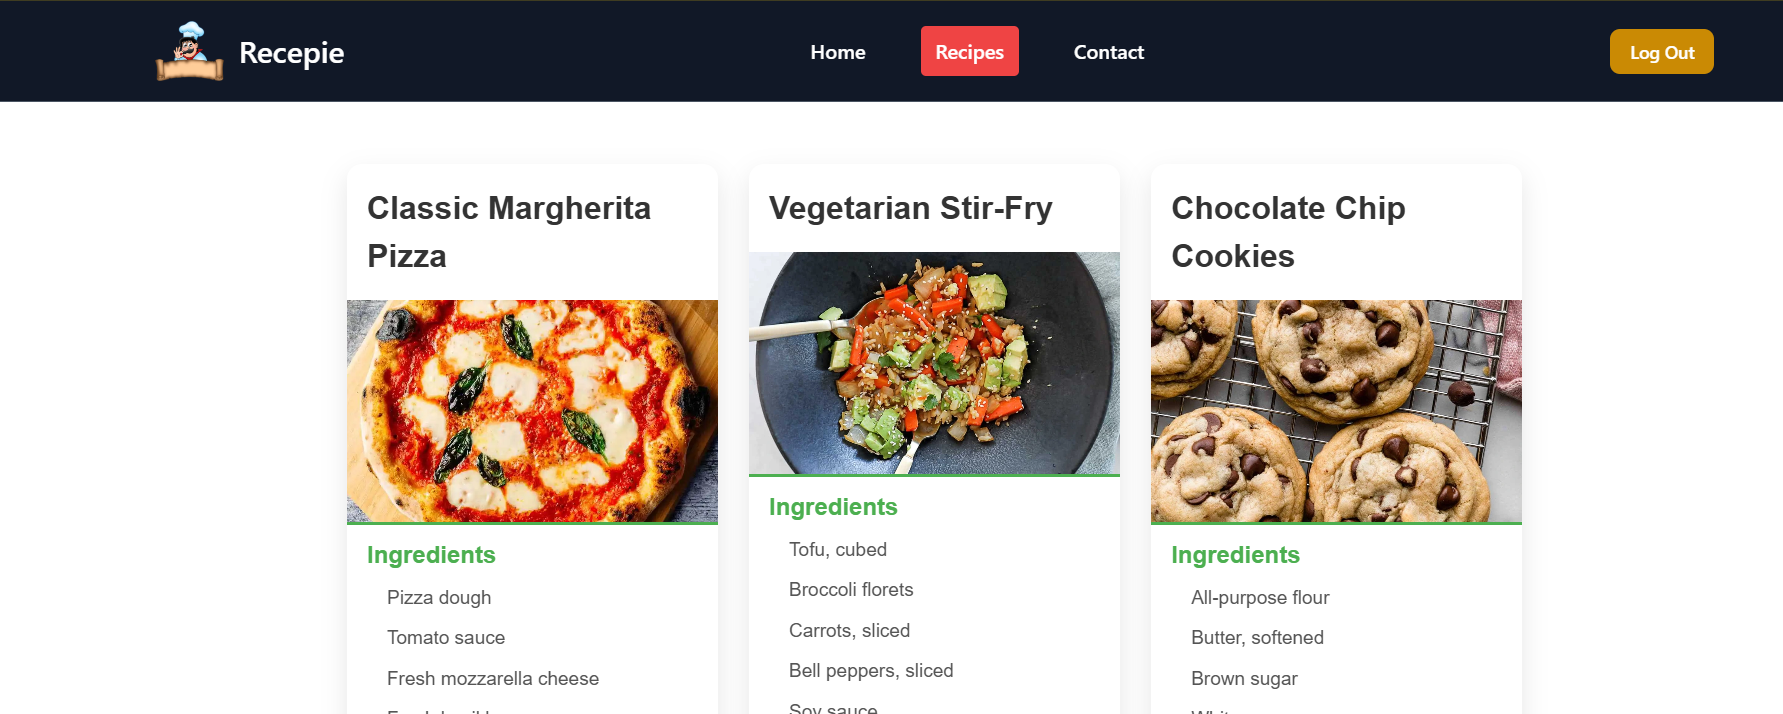 Recepie
Home
Recipes
Contact
Log Out
Classic Margherita
Pizza
Ingredients
Pizza dough
Tomato sauce
Fresh mozzarella cheese
Vegetarian Stir-Fry
Ingredients
Tofu, cubed
Broccoli florets
Carrots, sliced
Bell peppers, sliced
Soy sauce
Chocolate Chip
Cookies
Ingredients
All-purpose flour
Butter, softened
Brown sugar